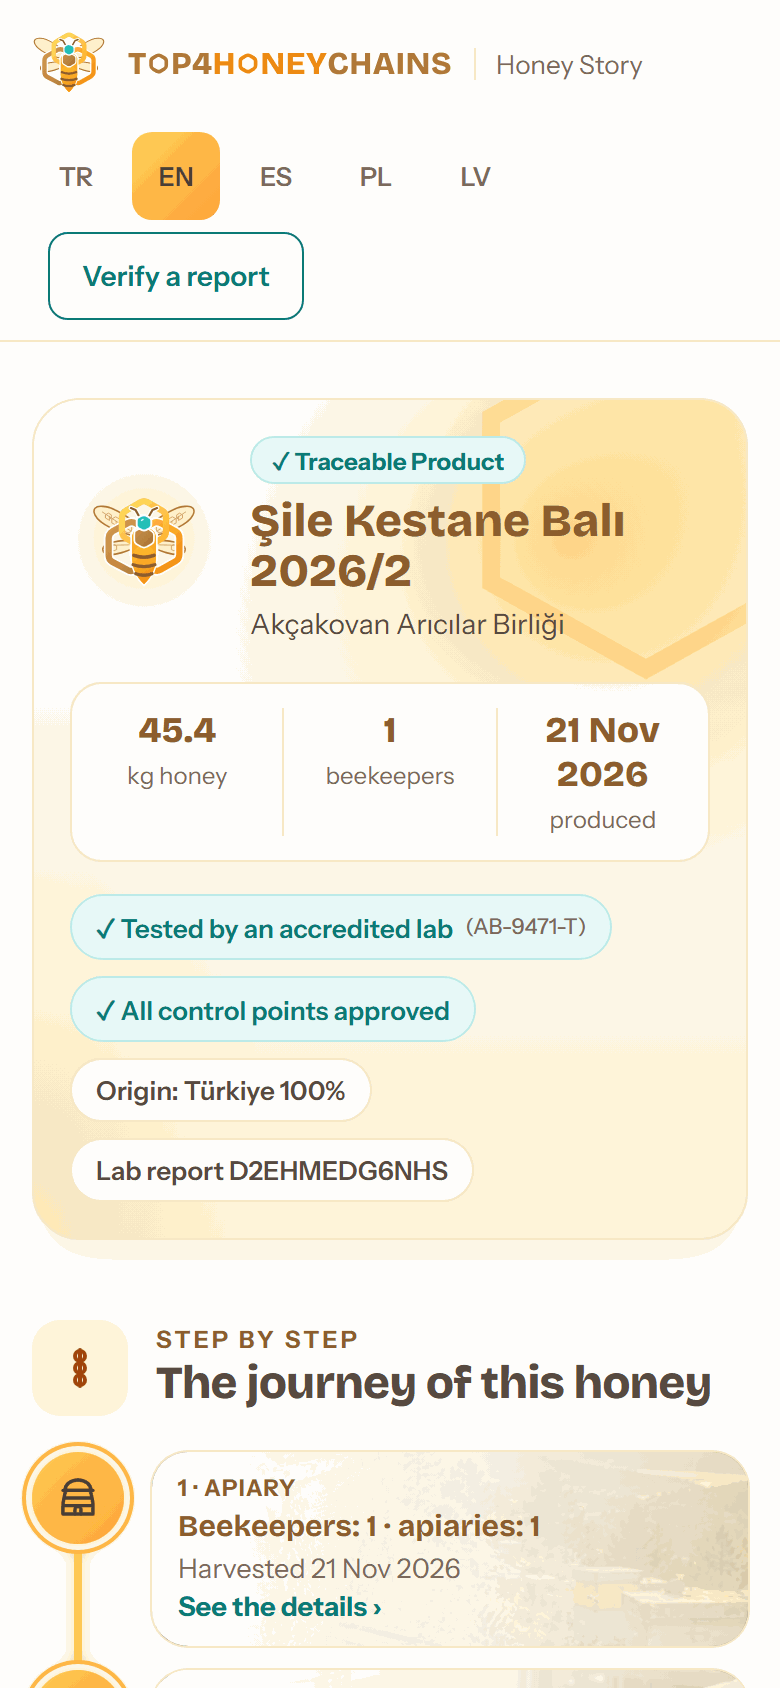 TOP4HONEYCHAINS
Honey Story
TR EN ES PL LV
Verify a report
✓ Traceable Product
Şile Kestane Balı
2026/2
Akçakovan Arıcılar Birliği
45.4
kg honey
1
beekeepers
21 Nov
2026
produced
✓ Tested by an accredited lab (AB-9471-T)
✓ All control points approved
Origin: Türkiye 100%
Lab report D2EHMEDG6NHS
STEP BY STEP
The journey of this honey
1 · APIARY
Beekeepers: 1 · apiaries: 1
Harvested 21 Nov 2026
See the details ›